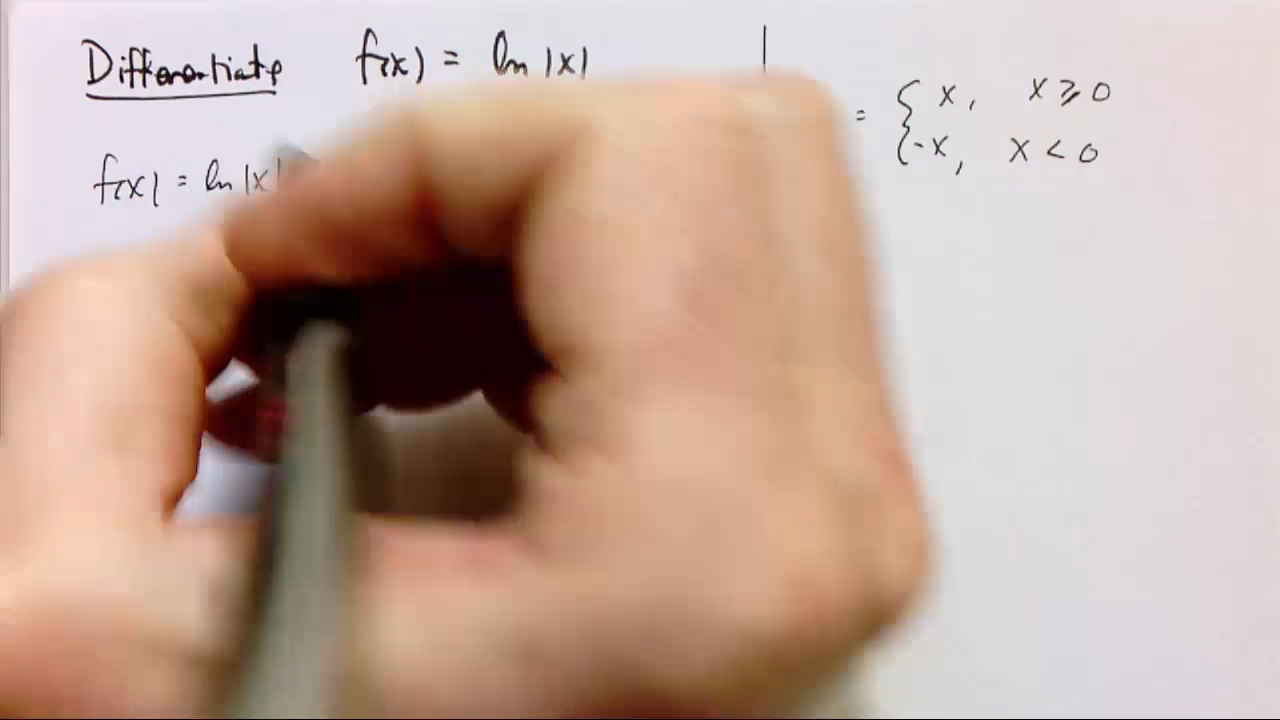 Differentiate f(x) = ln |x|
= { x, x ≥ 0
-x, x < 0
f(x) = ln |x|